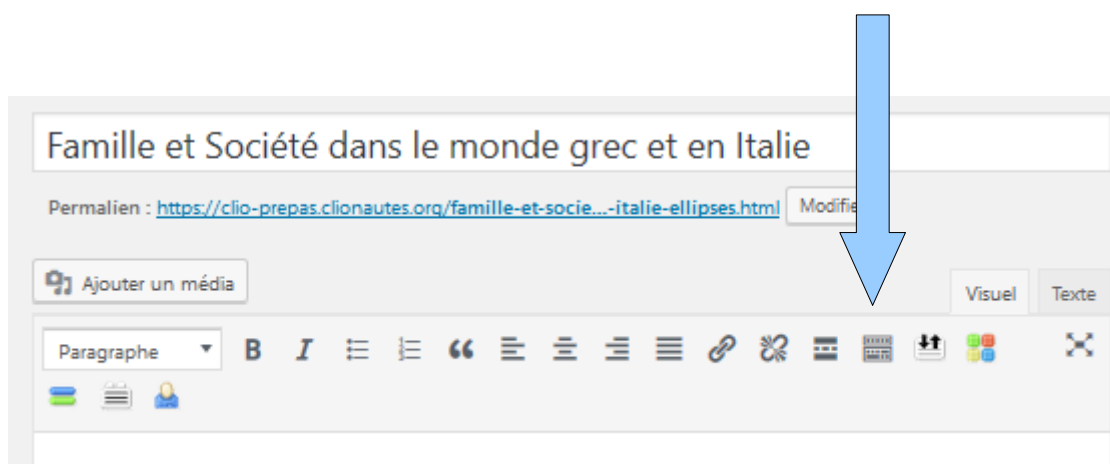 Famille et Société dans le monde grec et en Italie
Permalien : https://clio-prepas.clionautes.org/famille-et-socie...-italie-ellipses.html Modifie
Ajouter un média
Visuel Texte
Paragraphe B I